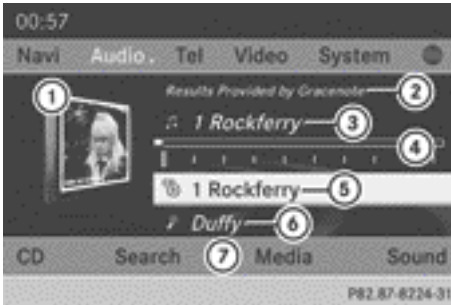 00:57
Navi Audio. Tel Video System
1 Results Provided by Gracenote 2
1 Rockferry 3
4
1 Rockferry 5
Duffy 6
CD Search 7 Media Sound
P82.87-8224-31